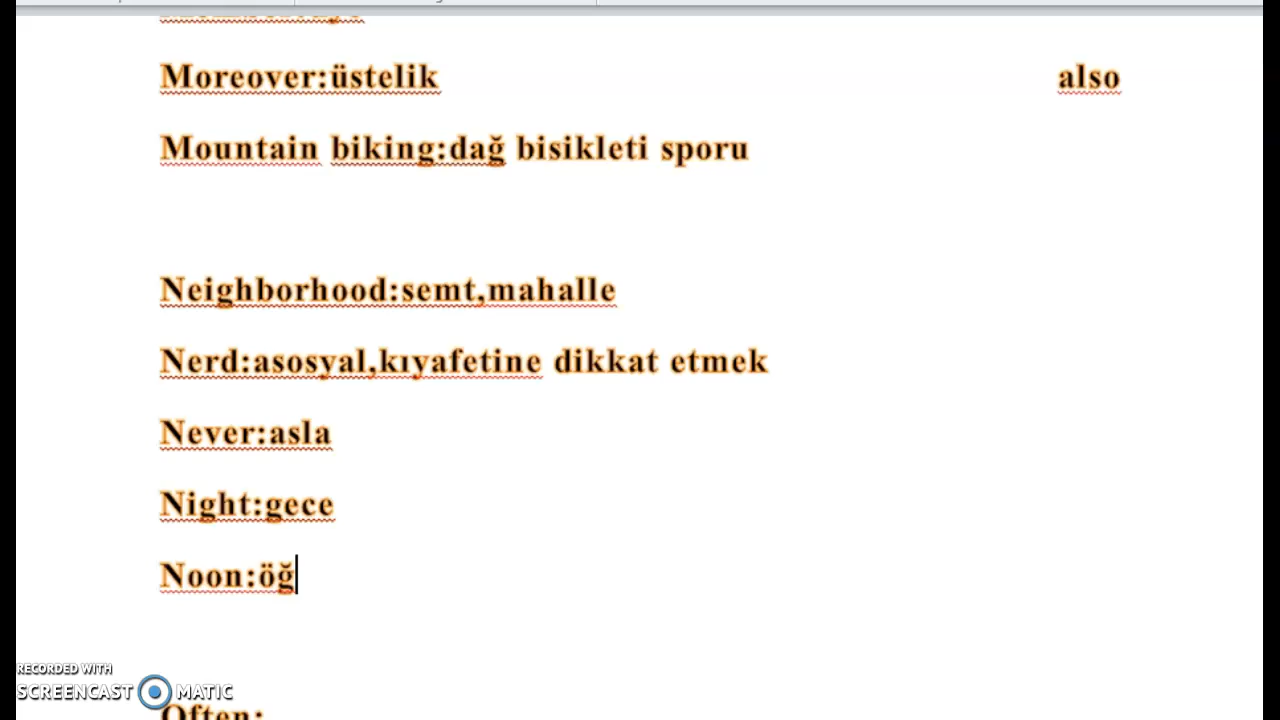 Moreover:üstelik also
Mountain biking:dağ bisikleti sporu
Neighborhood:semt,mahalle
Nerd:asosyal,kıyafetine dikkat etmek
Never:asla
Night:gece
Noon:öğ
RECORDED WITH
SCREENCAST MATIC
Often: